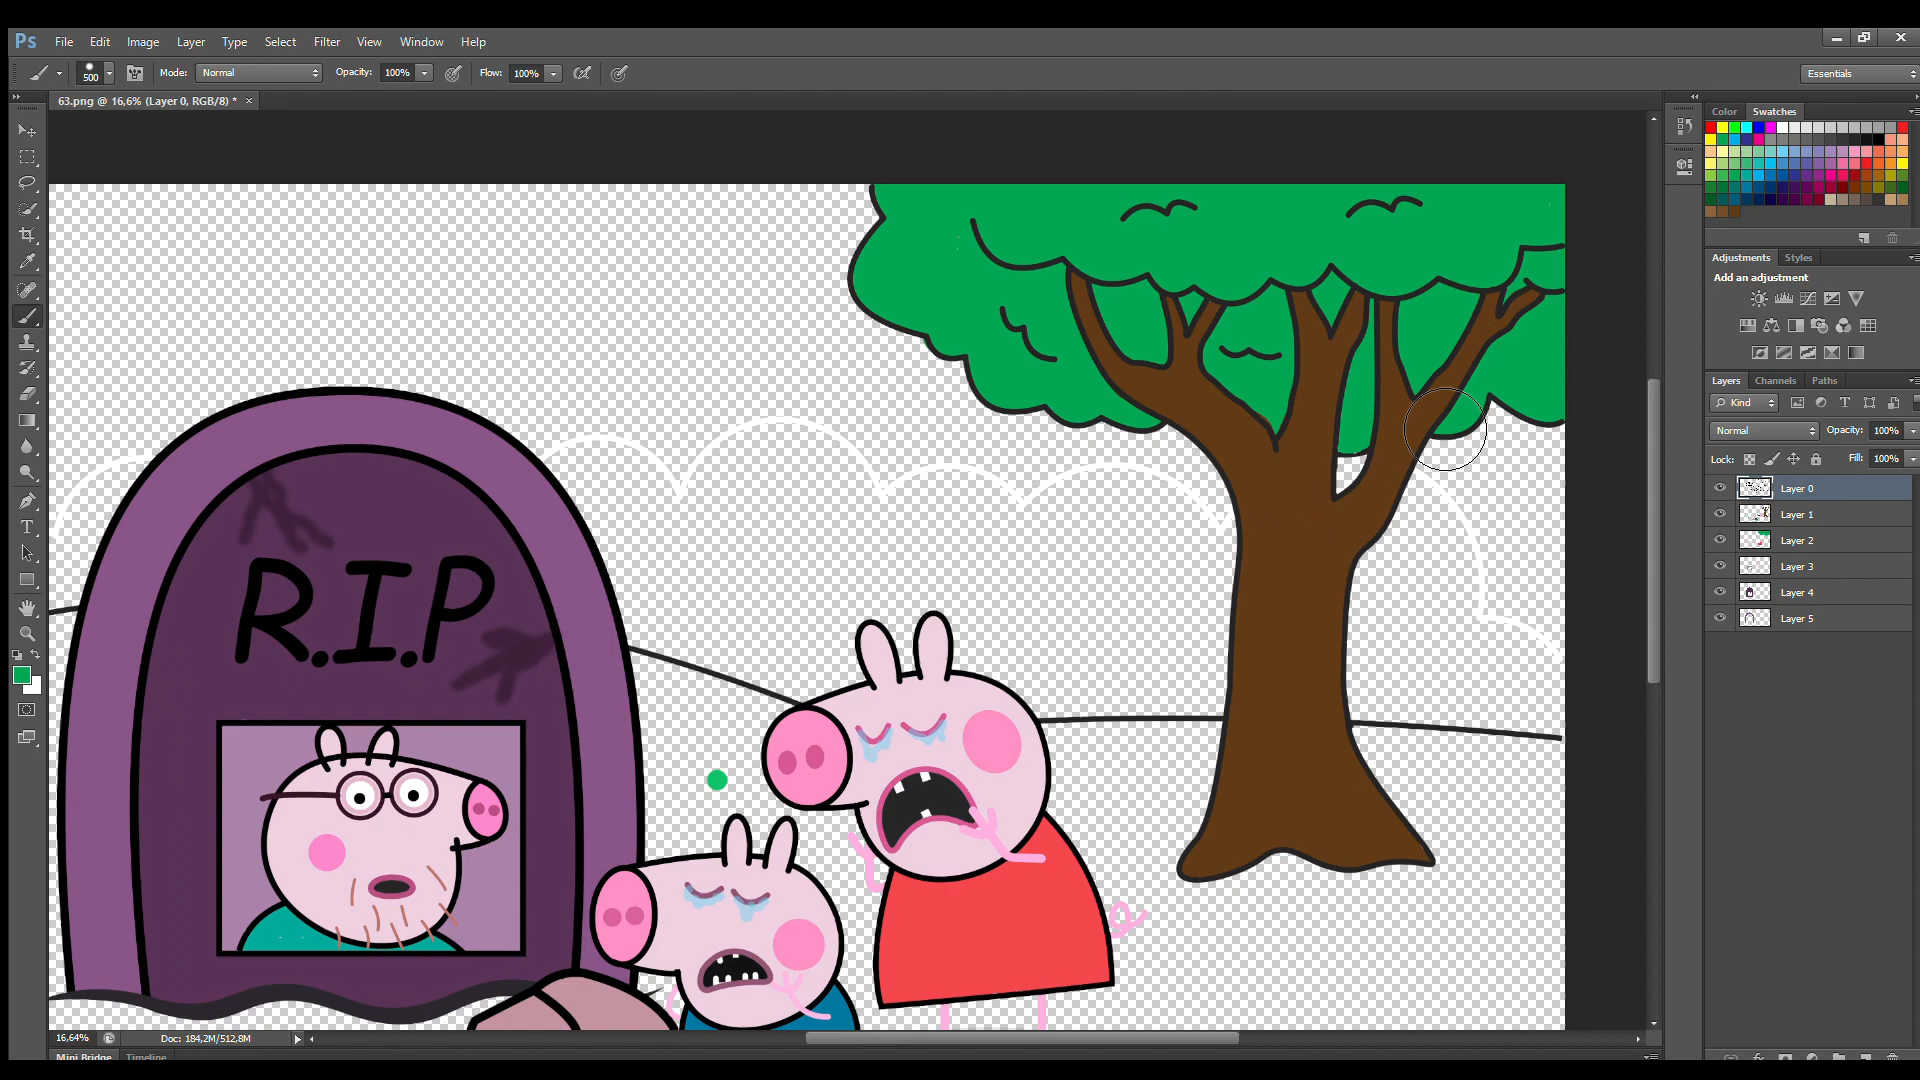 Ps File Edit Image Layer Type Select Filter View Window Help
500 Mode: Normal Opacity: 100% Flow: 100% Essentials
63.png @ 16,6% (Layer 0, RGB/8) * ×
Color Swatches
Adjustments Styles
Add an adjustment
Layers Channels Paths
Kind
Normal Opacity: 100%
Lock: Fill: 100%
Layer 0
Layer 1
Layer 2
Layer 3
Layer 4
Layer 5
R.I.P
16,64% Doc: 184,2M/512,8M
Mini Bridge Timeline